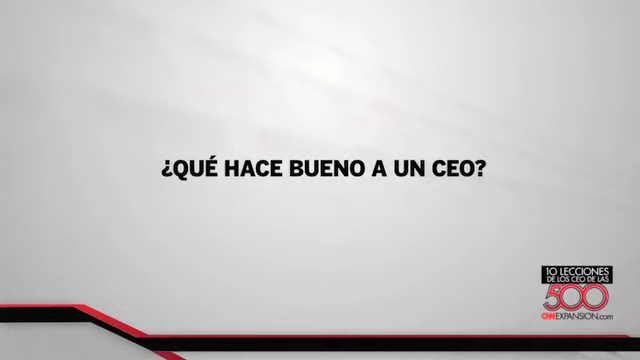 ¿QUÉ HACE BUENO A UN CEO?
10 LECCIONES
DE LOS CEO DE LAS
500
CNNEXPANSION.com